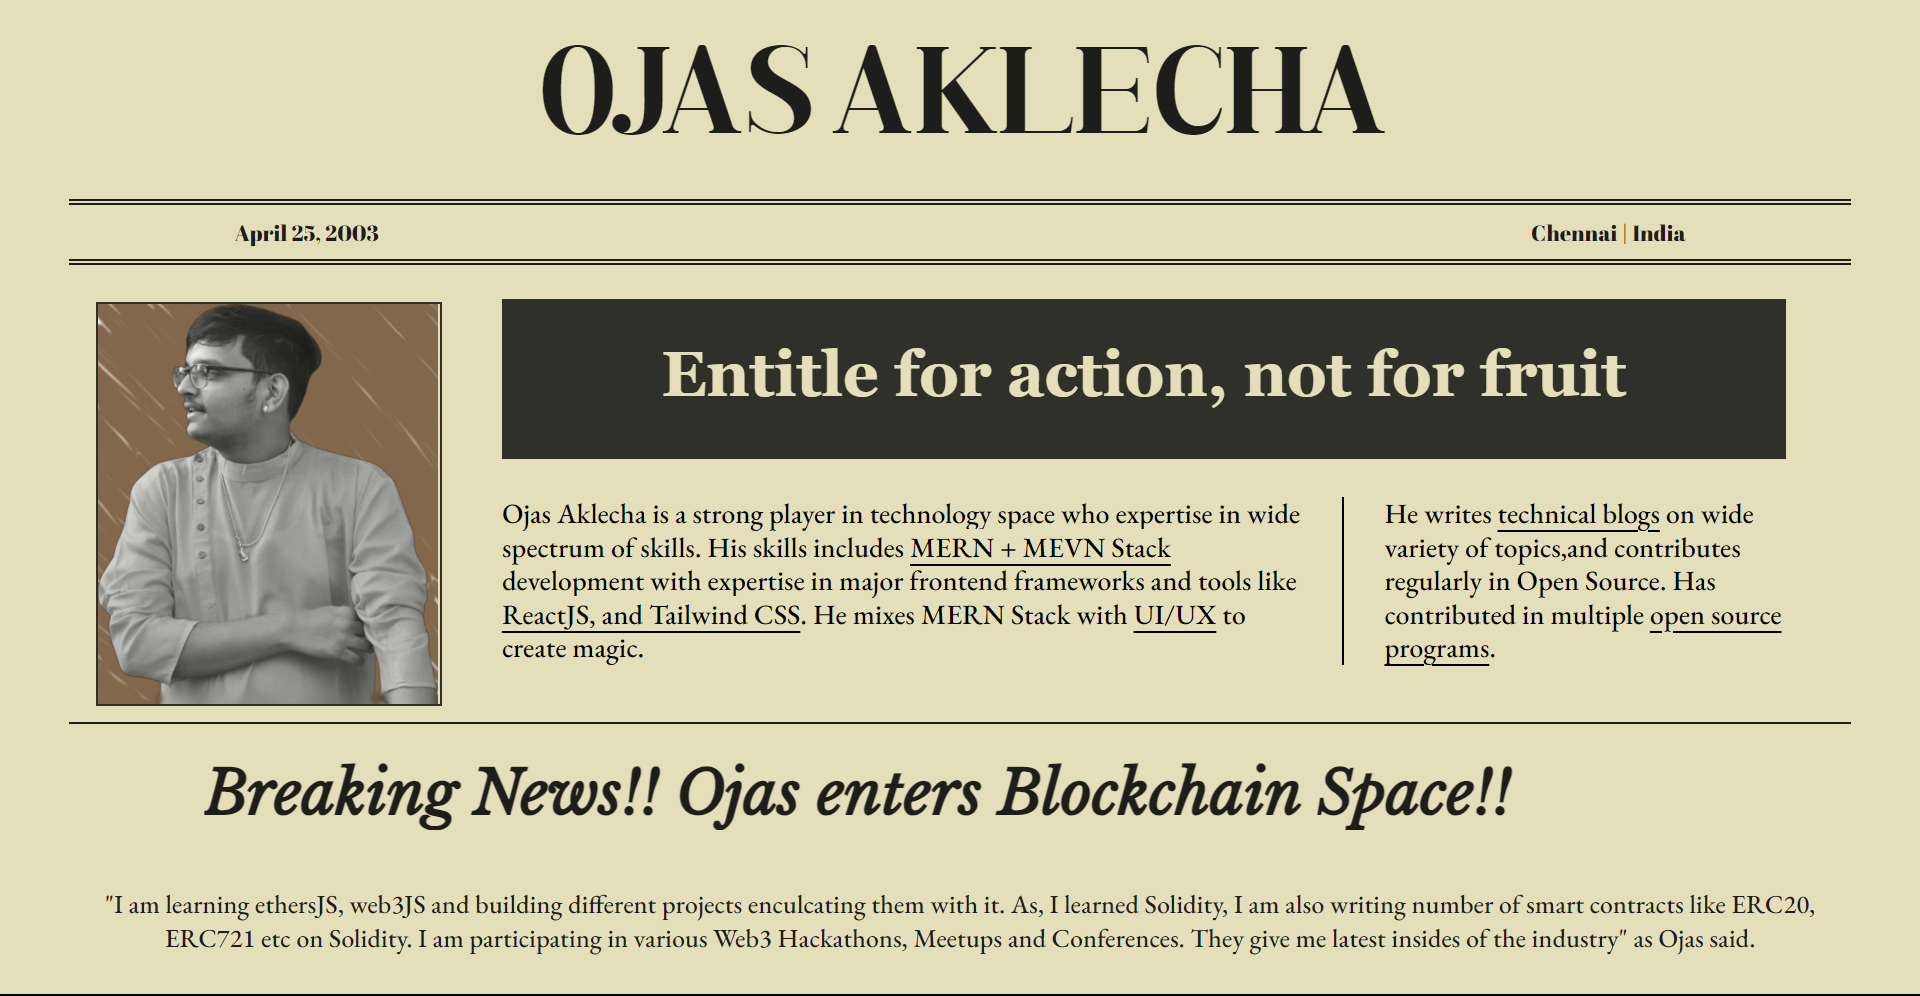 OJAS AKLECHA
April 25, 2003
Chennai | India
Entitle for action, not for fruit
Ojas Aklecha is a strong player in technology space who expertise in wide
spectrum of skills. His skills includes MERN + MEVN Stack
development with expertise in major frontend frameworks and tools like
ReactJS, and Tailwind CSS. He mixes MERN Stack with UI/UX to
create magic.
He writes technical blogs on wide
variety of topics,and contributes
regularly in Open Source. Has
contributed in multiple open source
programs.
Breaking News!! Ojas enters Blockchain Space!!
"I am learning ethersJS, web3JS and building different projects enculcating them with it. As, I learned Solidity, I am also writing number of smart contracts like ERC20,
ERC721 etc on Solidity. I am participating in various Web3 Hackathons, Meetups and Conferences. They give me latest insides of the industry" as Ojas said.